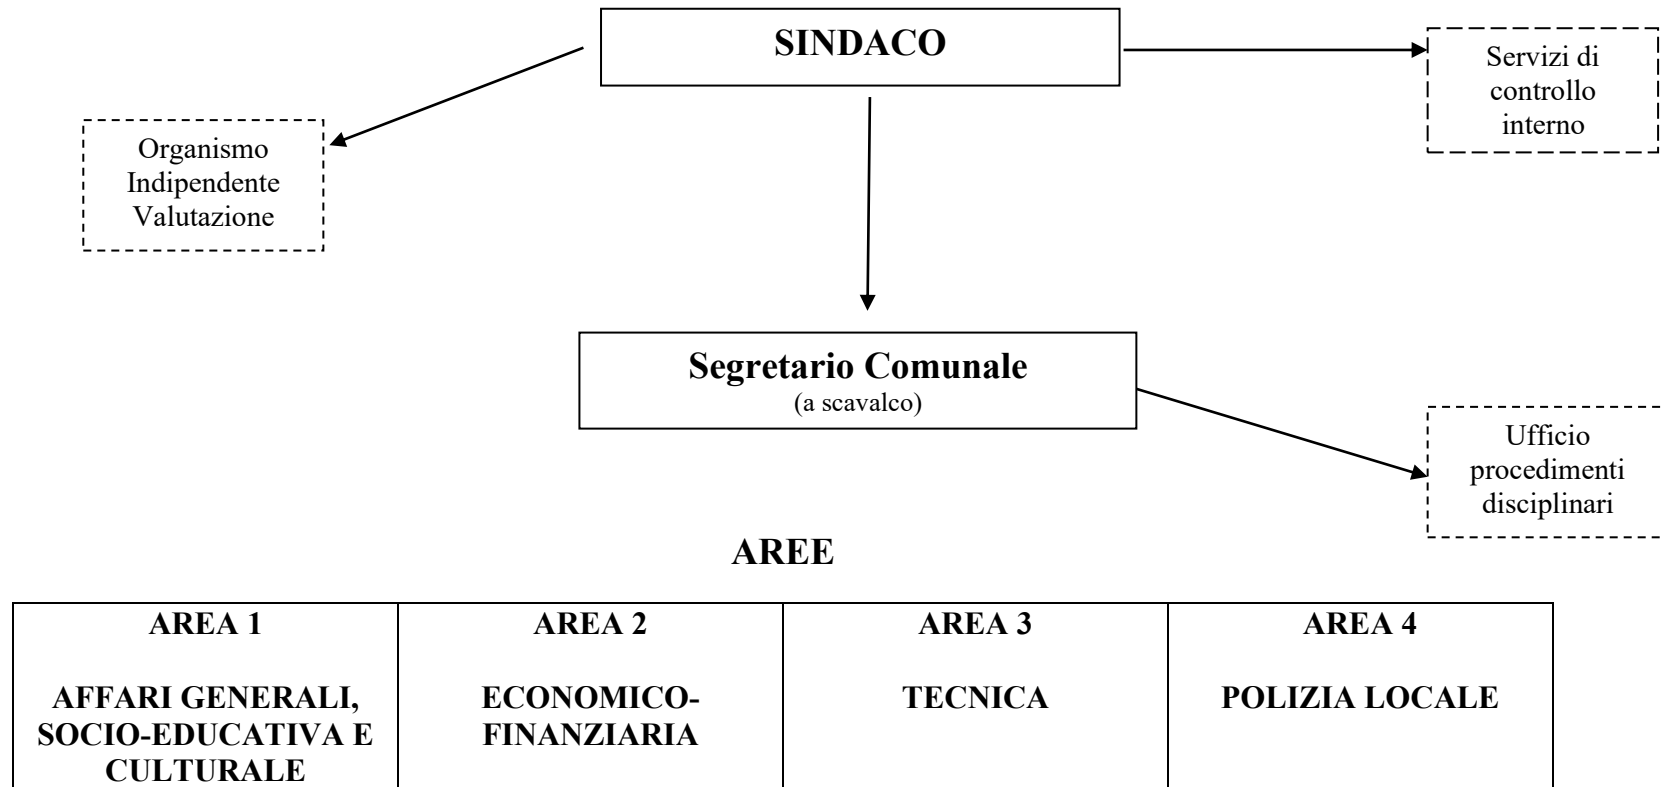 SINDACO
Servizi di
controllo
interno
Organismo
Indipendente
Valutazione
Segretario Comunale
(a scavalco)
Ufficio
procedimenti
disciplinari
AREE
AREA 1
AFFARI GENERALI,
SOCIO-EDUCATIVA E
CULTURALE
AREA 2
ECONOMICO-
FINANZIARIA
AREA 3
TECNICA
AREA 4
POLIZIA LOCALE